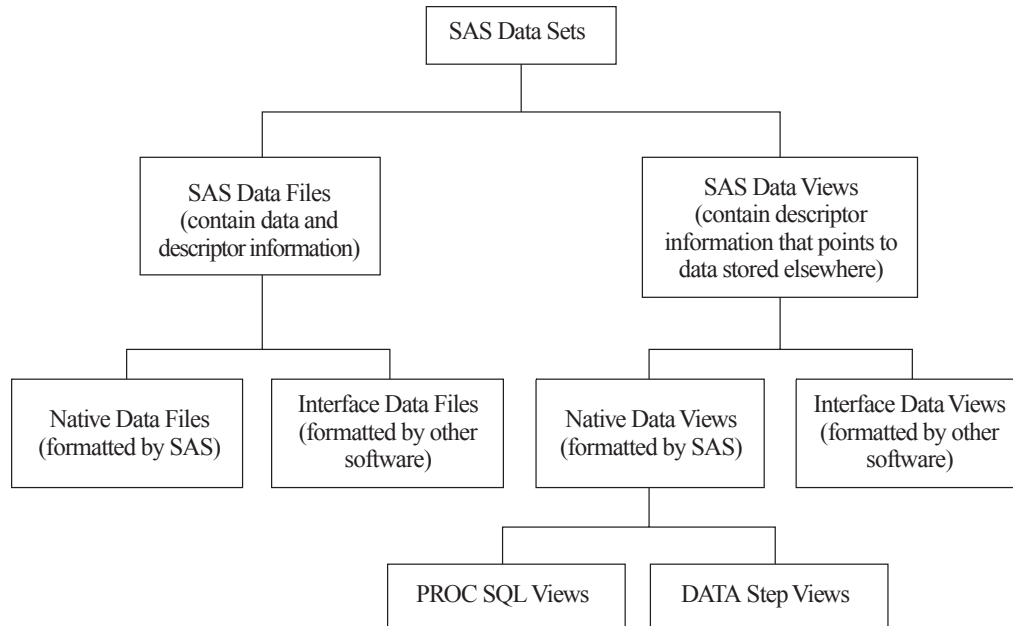 SAS Data Sets
SAS Data Files
(contain data and
descriptor information)
SAS Data Views
(contain descriptor
information that points to
data stored elsewhere)
Native Data Files
(formatted by SAS)
Interface Data Files
(formatted by other
software)
Native Data Views
(formatted by SAS)
Interface Data Views
(formatted by other
software)
PROC SQL Views
DATA Step Views